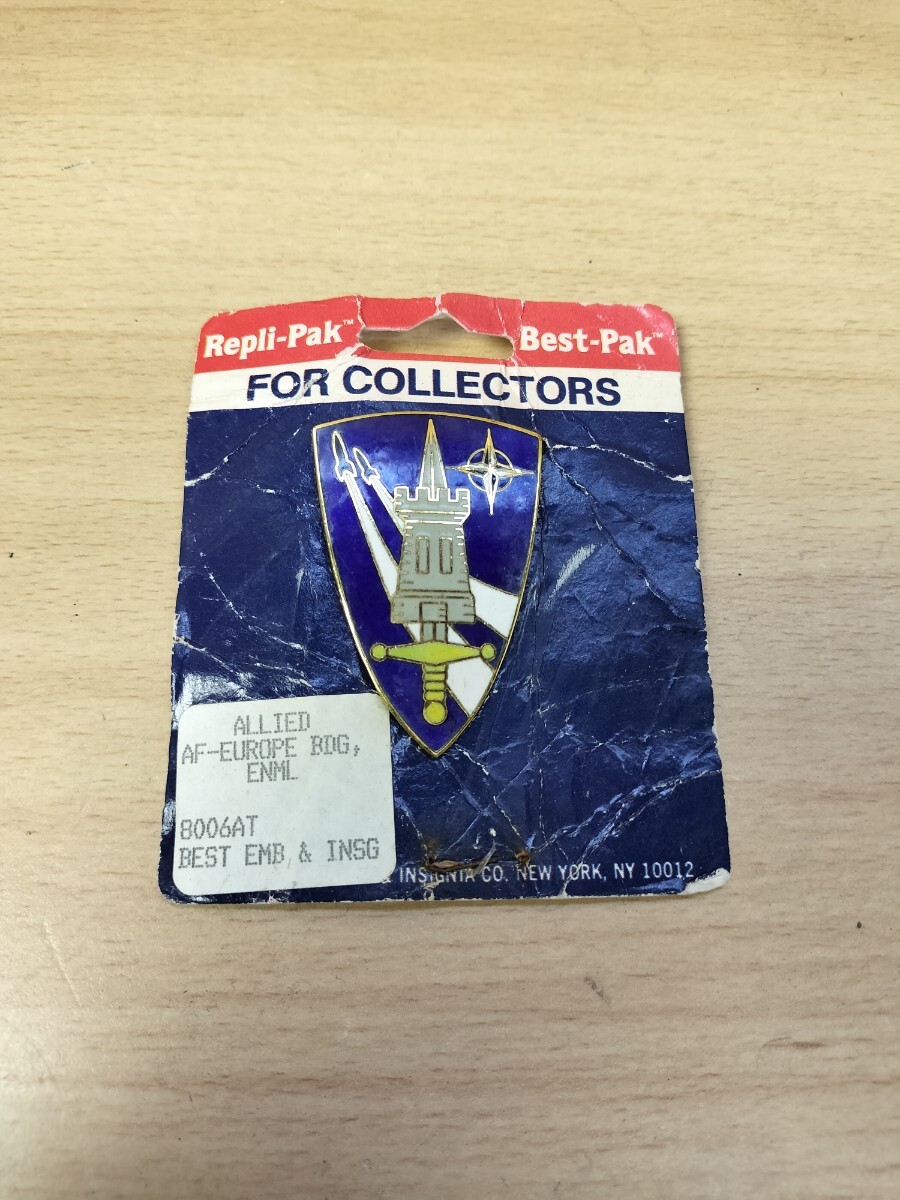 Repli-Pak™ Best-Pak™
FOR COLLECTORS
ALLIED
AF-EUROPE BDG,
ENML
8006AT
BEST EMB & INSG
INSIGNIA CO. NEW YORK, NY 10012